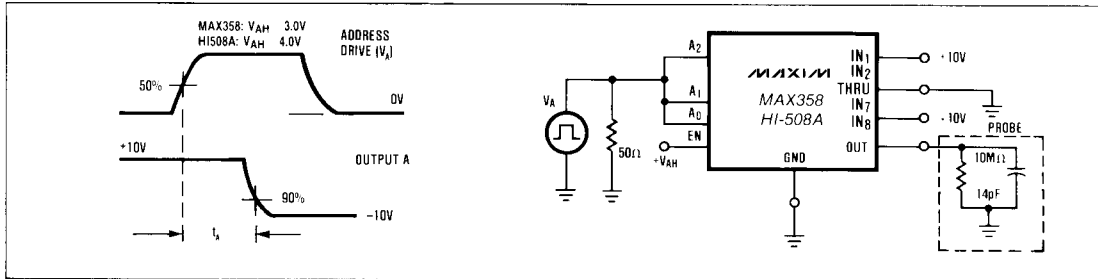 MAX358: VAH 3.0V
HI508A: VAH 4.0V
ADDRESS
DRIVE (VA)
50%
0V
+10V
OUTPUT A
90%
-10V
tA
VA
50Ω
+VAH
A2
A1
A0
EN
MAXIM
MAX358
HI-508A
GND
IN1
IN2
THRU
IN7
IN8
OUT
+10V
-10V
PROBE
10MΩ
14pF